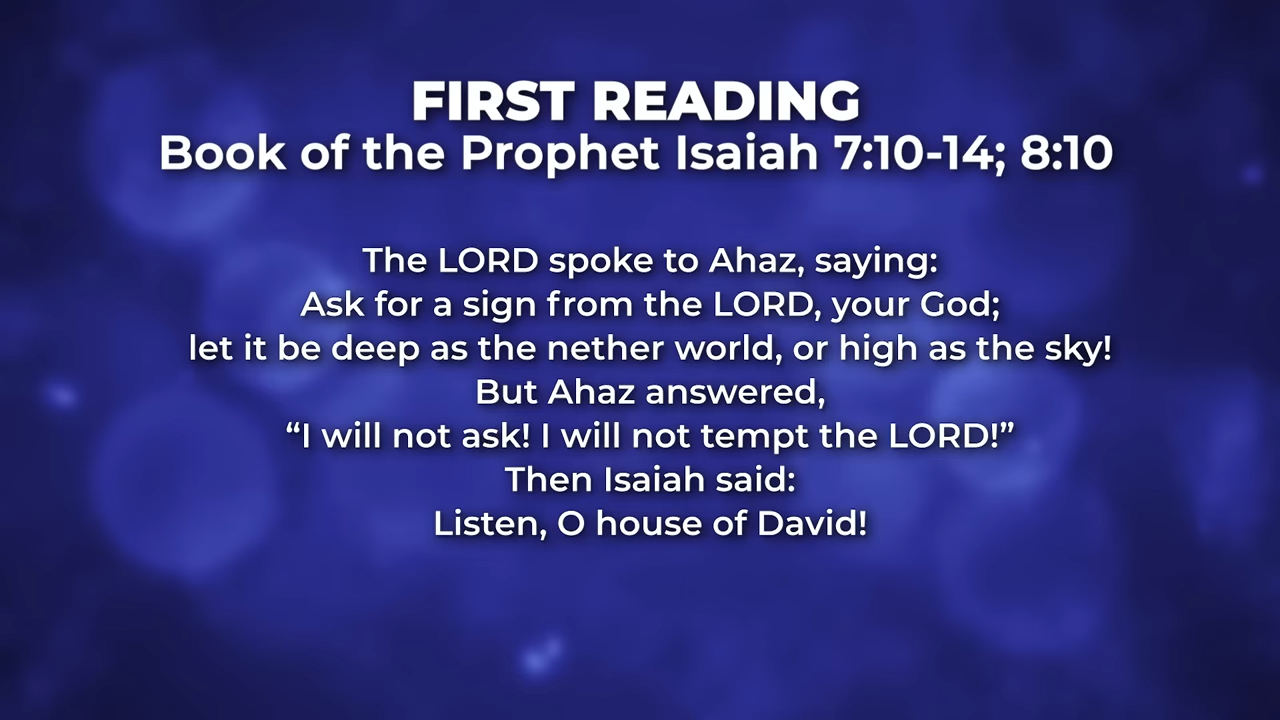 FIRST READING
Book of the Prophet Isaiah 7:10-14; 8:10
The LORD spoke to Ahaz, saying:
Ask for a sign from the LORD, your God;
let it be deep as the nether world, or high as the sky!
But Ahaz answered,
“I will not ask! I will not tempt the LORD!”
Then Isaiah said:
Listen, O house of David!